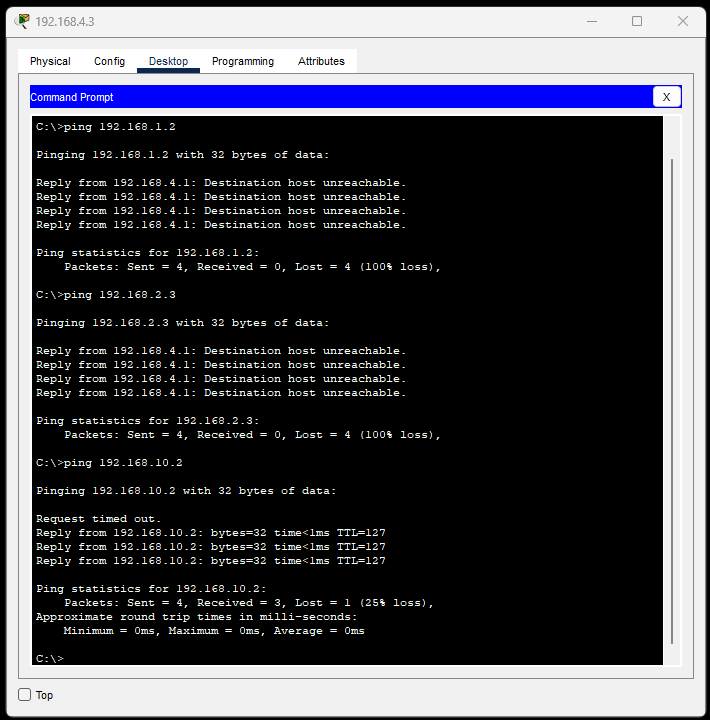 192.168.4.3
Physical Config Desktop Programming Attributes
Command Prompt X
C:\>ping 192.168.1.2
Pinging 192.168.1.2 with 32 bytes of data:
Reply from 192.168.4.1: Destination host unreachable.
Reply from 192.168.4.1: Destination host unreachable.
Reply from 192.168.4.1: Destination host unreachable.
Reply from 192.168.4.1: Destination host unreachable.
Ping statistics for 192.168.1.2:
    Packets: Sent = 4, Received = 0, Lost = 4 (100% loss),
C:\>ping 192.168.2.3
Pinging 192.168.2.3 with 32 bytes of data:
Reply from 192.168.4.1: Destination host unreachable.
Reply from 192.168.4.1: Destination host unreachable.
Reply from 192.168.4.1: Destination host unreachable.
Reply from 192.168.4.1: Destination host unreachable.
Ping statistics for 192.168.2.3:
    Packets: Sent = 4, Received = 0, Lost = 4 (100% loss),
C:\>ping 192.168.10.2
Pinging 192.168.10.2 with 32 bytes of data:
Request timed out.
Reply from 192.168.10.2: bytes=32 time<1ms TTL=127
Reply from 192.168.10.2: bytes=32 time<1ms TTL=127
Reply from 192.168.10.2: bytes=32 time<1ms TTL=127
Ping statistics for 192.168.10.2:
    Packets: Sent = 4, Received = 3, Lost = 1 (25% loss),
Approximate round trip times in milli-seconds:
    Minimum = 0ms, Maximum = 0ms, Average = 0ms
C:\>
Top